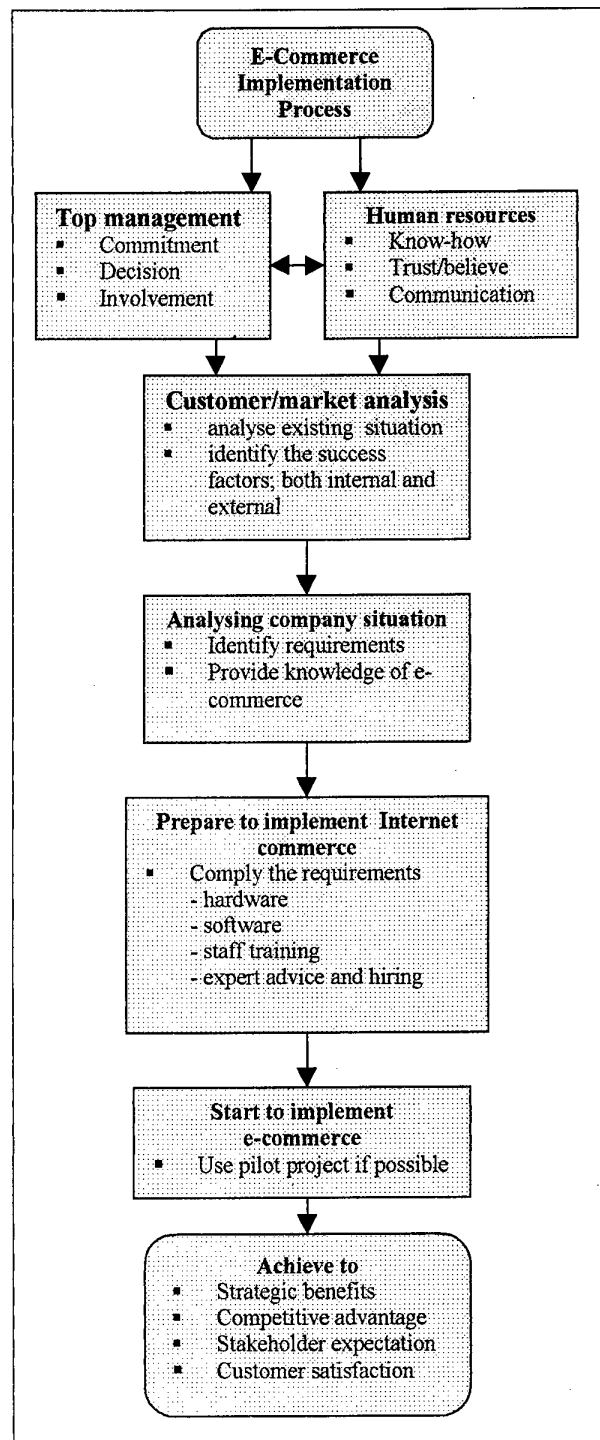 E-Commerce
Implementation
Process
Top management
▪ Commitment
▪ Decision
▪ Involvement
Human resources
▪ Know-how
▪ Trust/believe
▪ Communication
Customer/market analysis
▪ analyse existing situation
▪ identify the success
factors; both internal and
external
Analysing company situation
▪ Identify requirements
▪ Provide knowledge of e-
commerce
Prepare to implement Internet
commerce
▪ Comply the requirements
- hardware
- software
- staff training
- expert advice and hiring
Start to implement
e-commerce
▪ Use pilot project if possible
Achieve to
▪ Strategic benefits
▪ Competitive advantage
▪ Stakeholder expectation
▪ Customer satisfaction